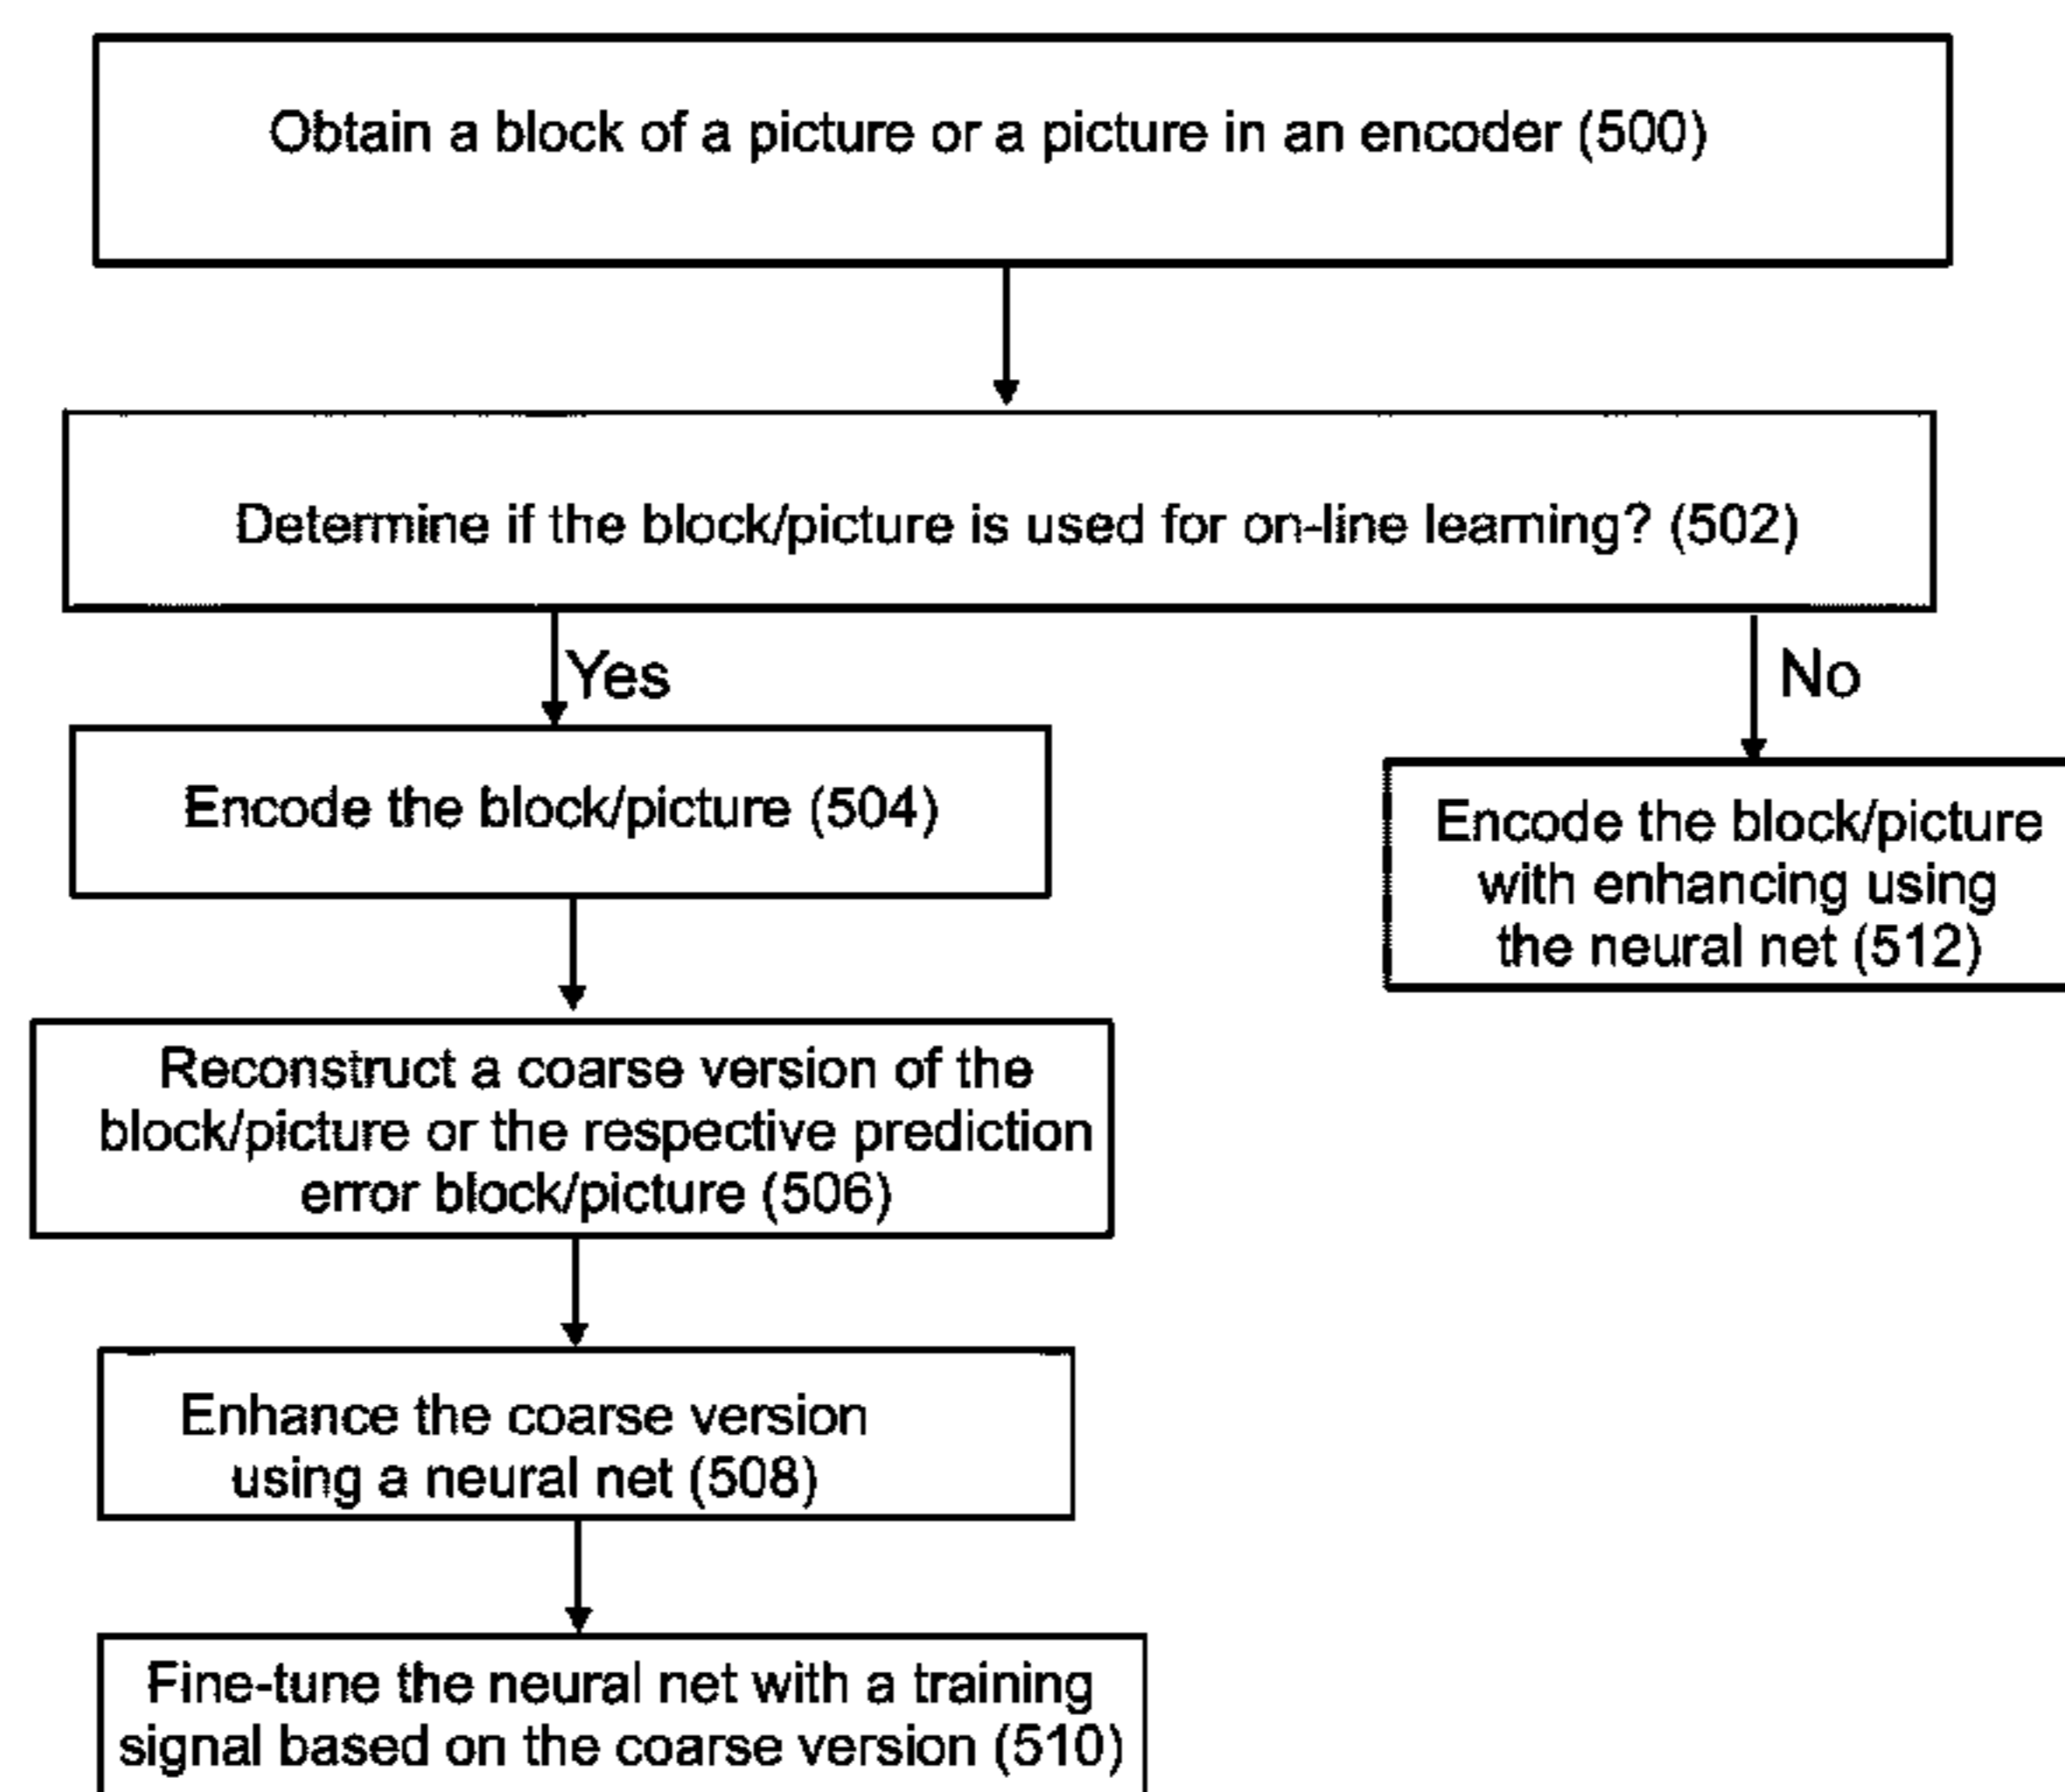 Obtain a block of a picture or a picture in an encoder (500)
Determine if the block/picture is used for on-line learning? (502)
Yes
No
Encode the block/picture (504)
Encode the block/picture
with enhancing using
the neural net (512)
Reconstruct a coarse version of the
block/picture or the respective prediction
error block/picture (506)
Enhance the coarse version
using a neural net (508)
Fine-tune the neural net with a training
signal based on the coarse version (510)